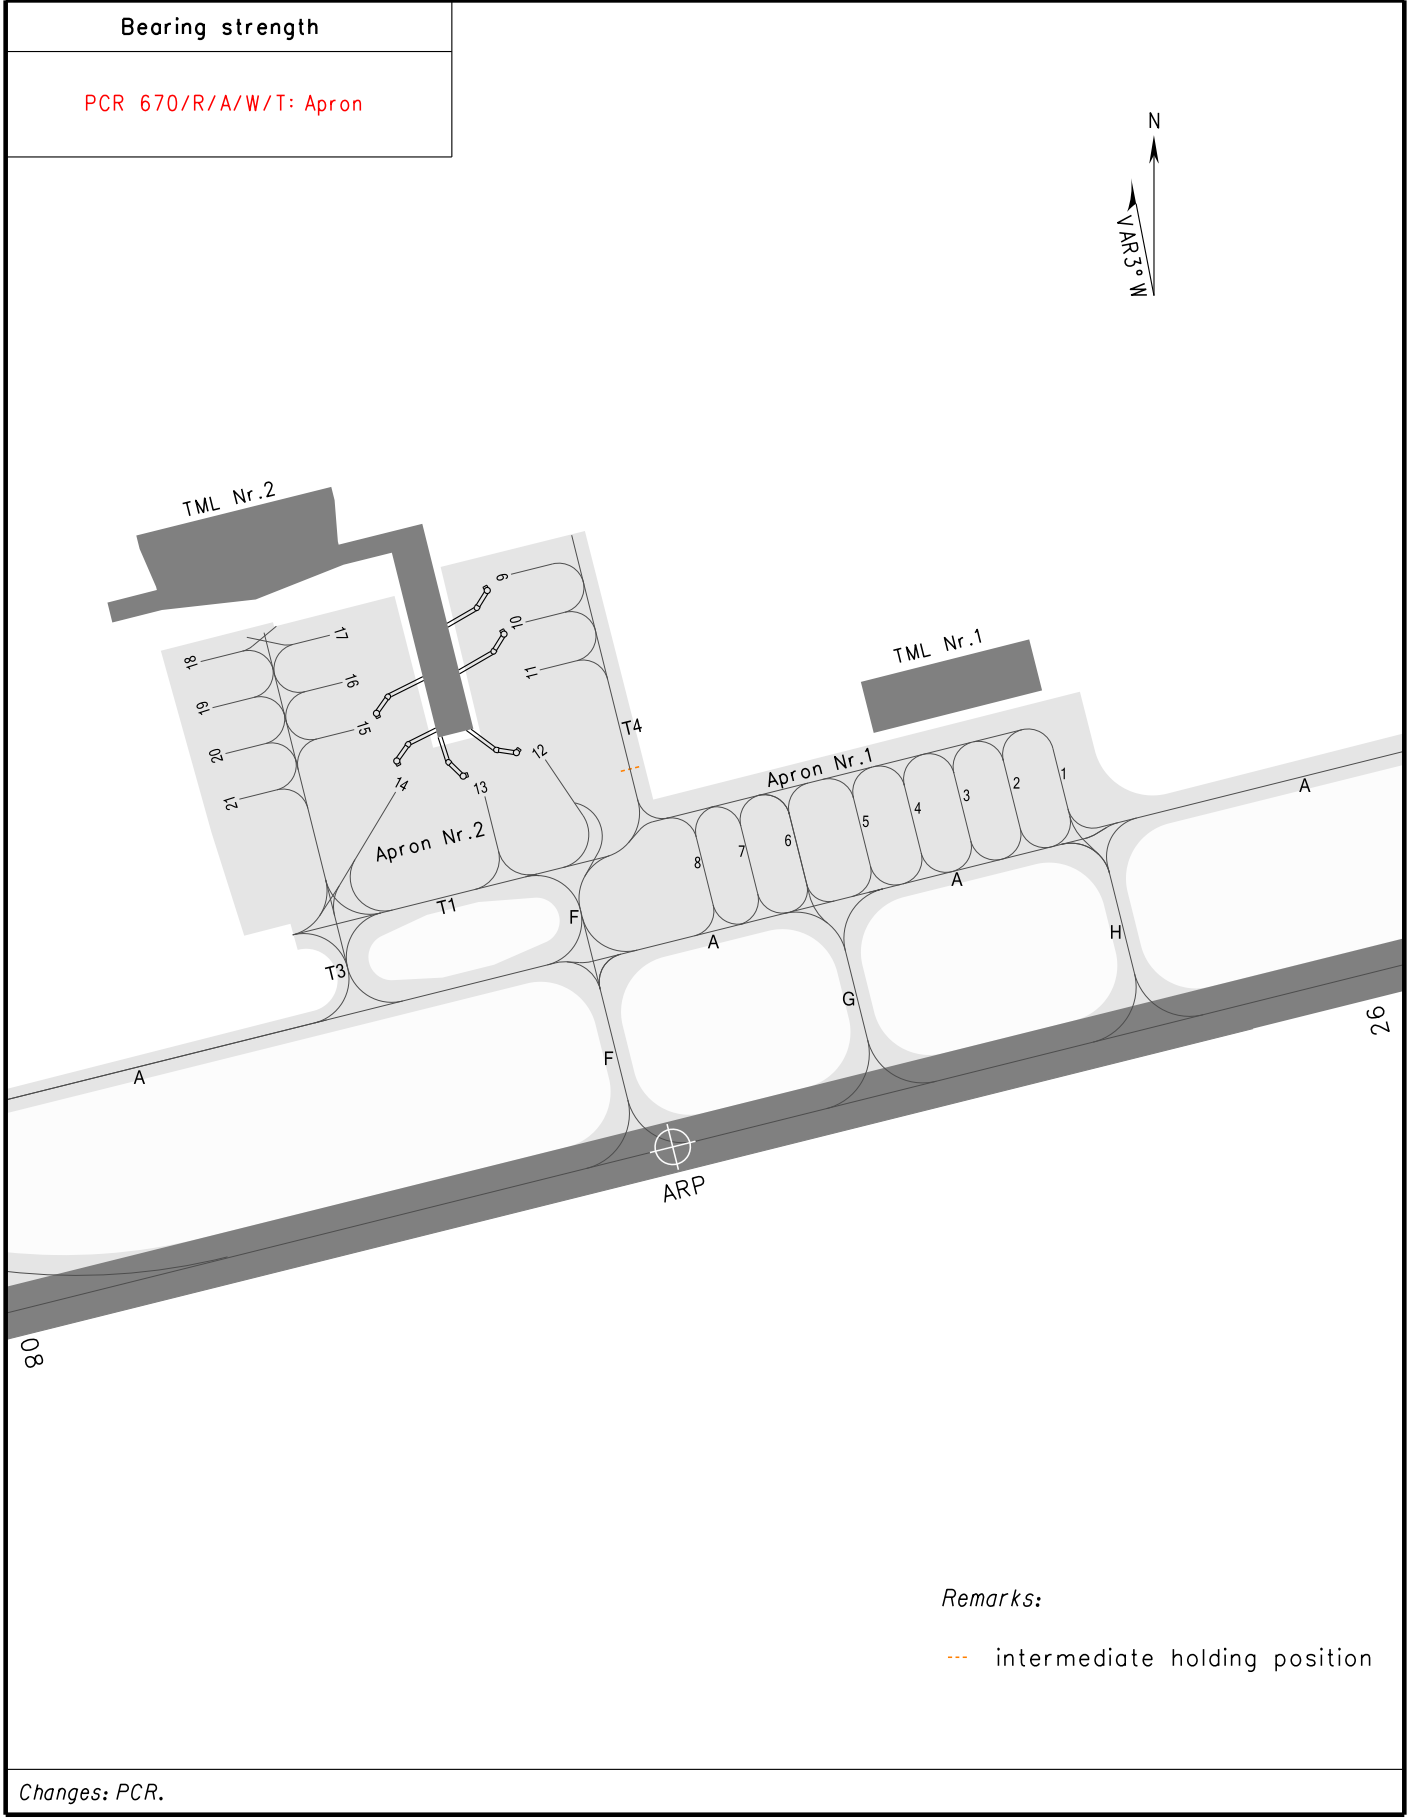 Bearing strength
PCR 670/R/A/W/T: Apron
N
VAR3°W
TML Nr.2
9
10
11
17
18
16
19
15
20
21
14
13
12
T4
TML Nr.1
Apron Nr.1
1
2
3
4
5
6
7
8
A
Apron Nr.2
T1
F
A
A
T3
H
G
F
A
26
ARP
08
Remarks:
intermediate holding position
Changes: PCR.